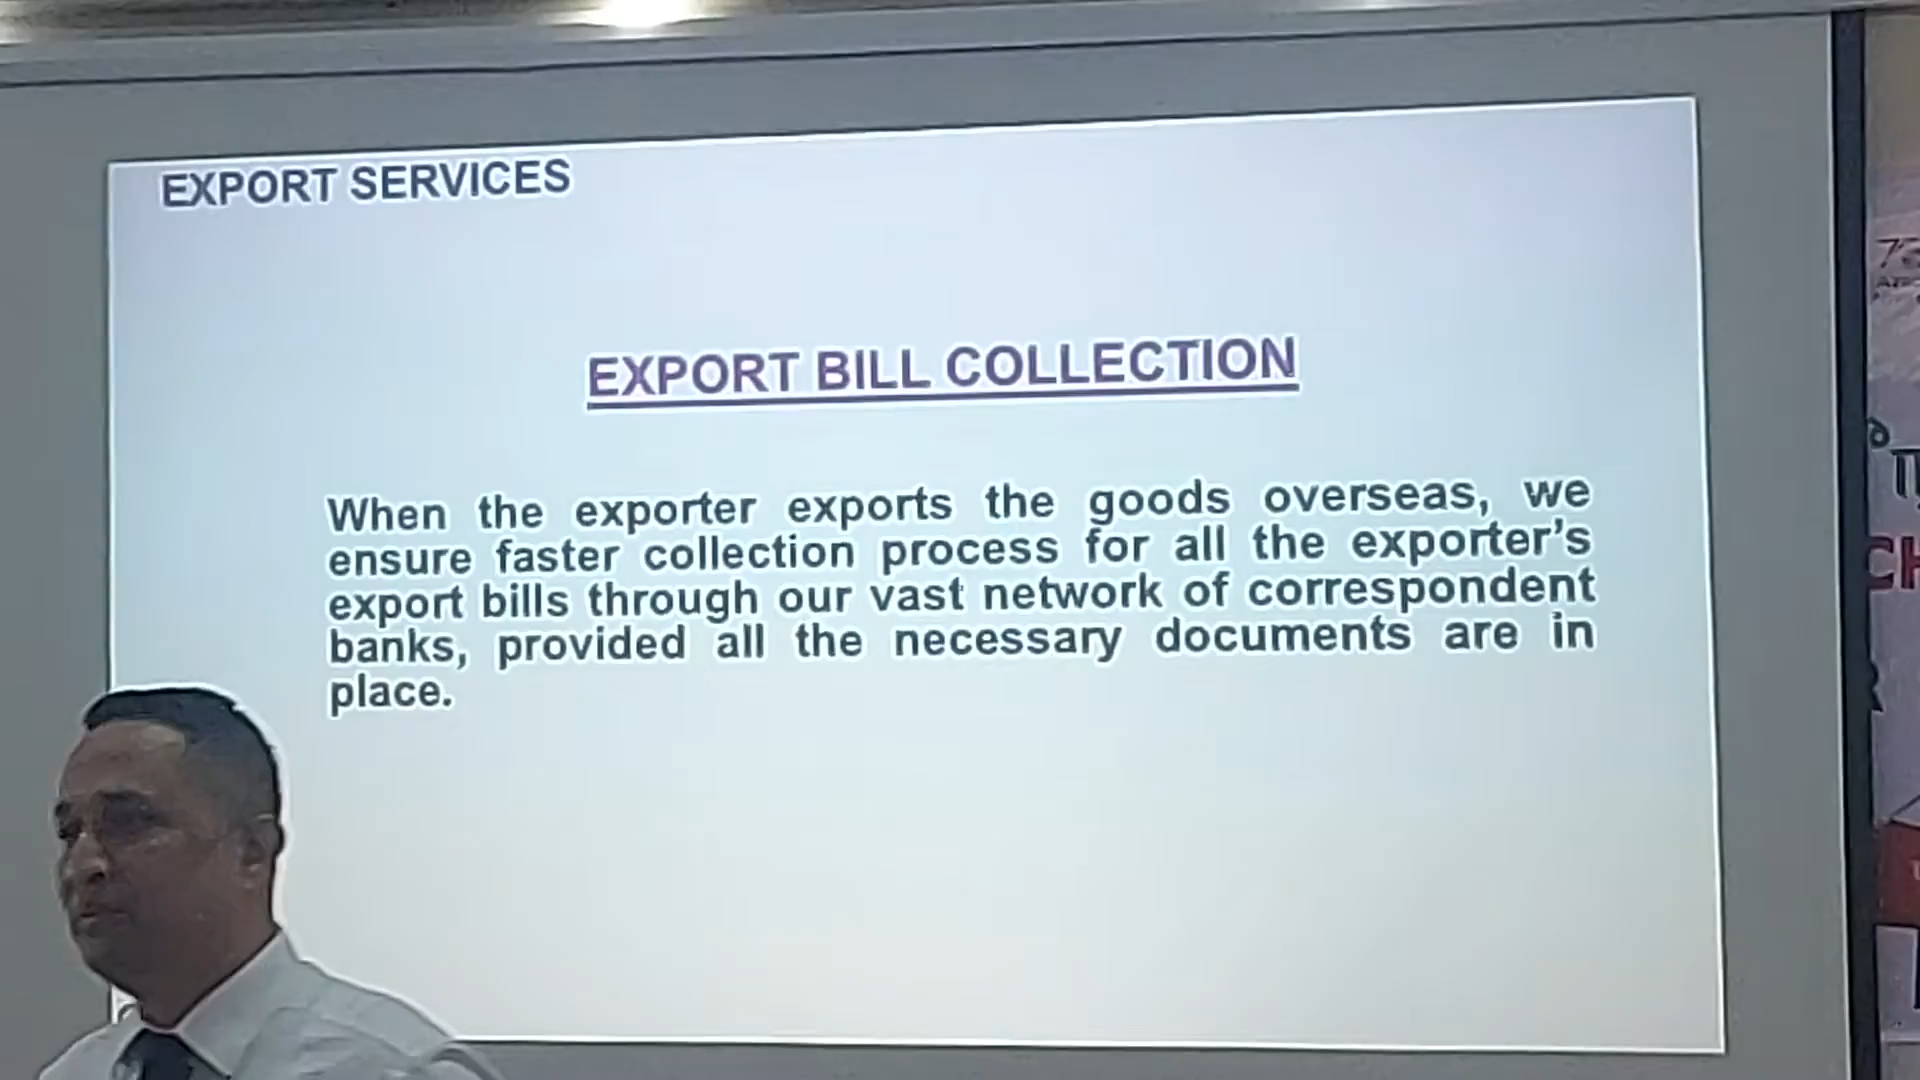 EXPORT SERVICES
EXPORT BILL COLLECTION
When the exporter exports the goods overseas, we
ensure faster collection process for all the exporter's
export bills through our vast network of correspondent
banks, provided all the necessary documents are in
place.